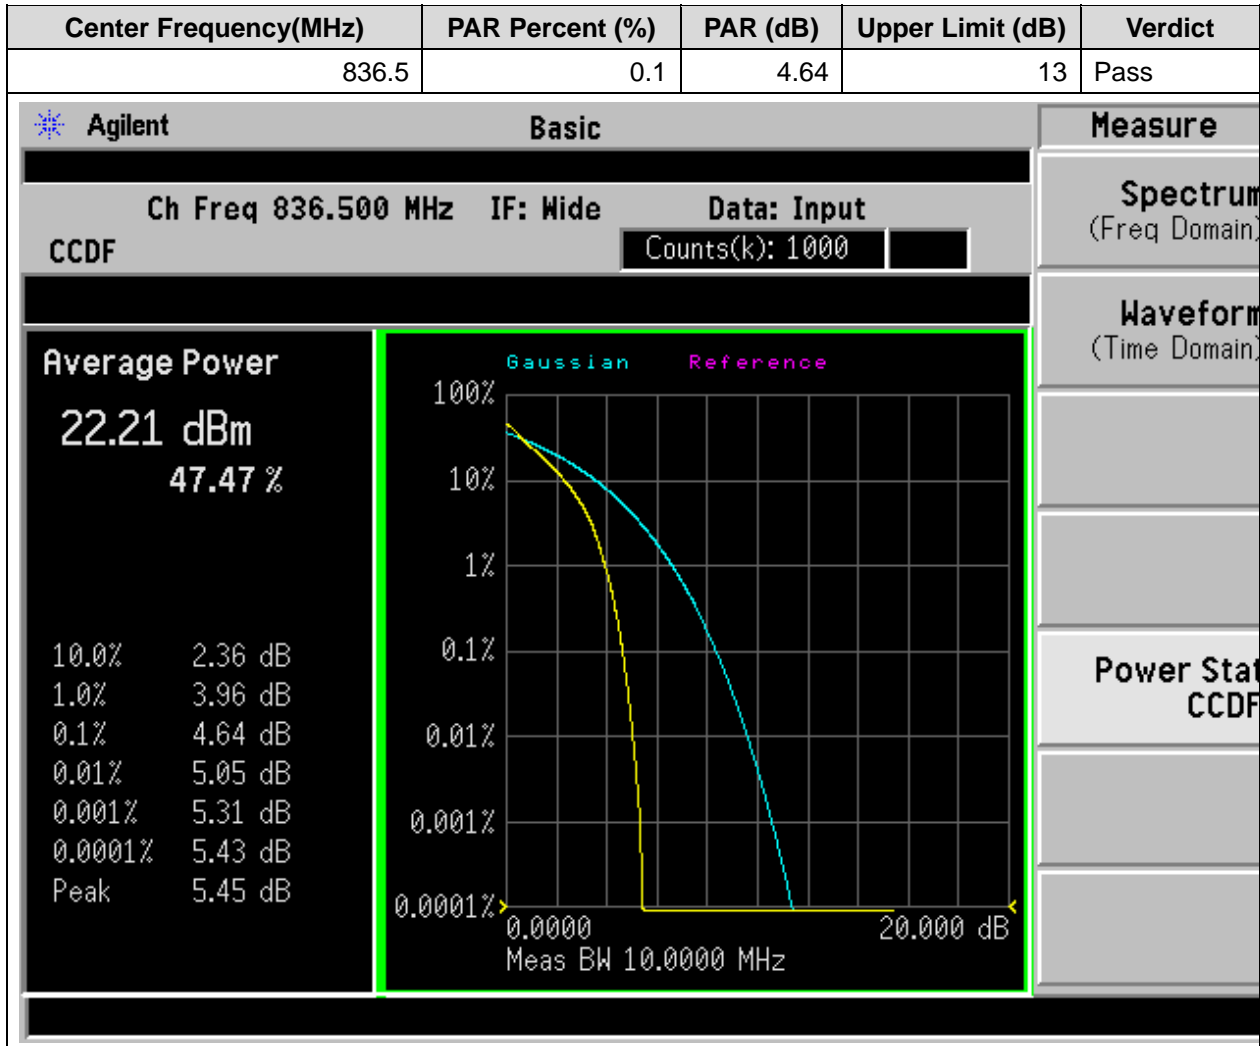 Center Frequency(MHz) PAR Percent (%) PAR (dB) Upper Limit (dB) Verdict
836.5 0.1 4.64 13 Pass
Agilent Basic Measure
Ch Freq 836.500 MHz IF: Wide Data: Input
CCDF Counts(k): 1000
Spectrum
(Freq Domain)
Waveform
(Time Domain)
Power Stat
CCDF
Average Power
22.21 dBm
47.47 %
10.0% 2.36 dB
1.0% 3.96 dB
0.1% 4.64 dB
0.01% 5.05 dB
0.001% 5.31 dB
0.0001% 5.43 dB
Peak 5.45 dB
Gaussian Reference
100%
10%
1%
0.1%
0.01%
0.001%
0.0001%
0.0000 20.000 dB
Meas BW 10.0000 MHz